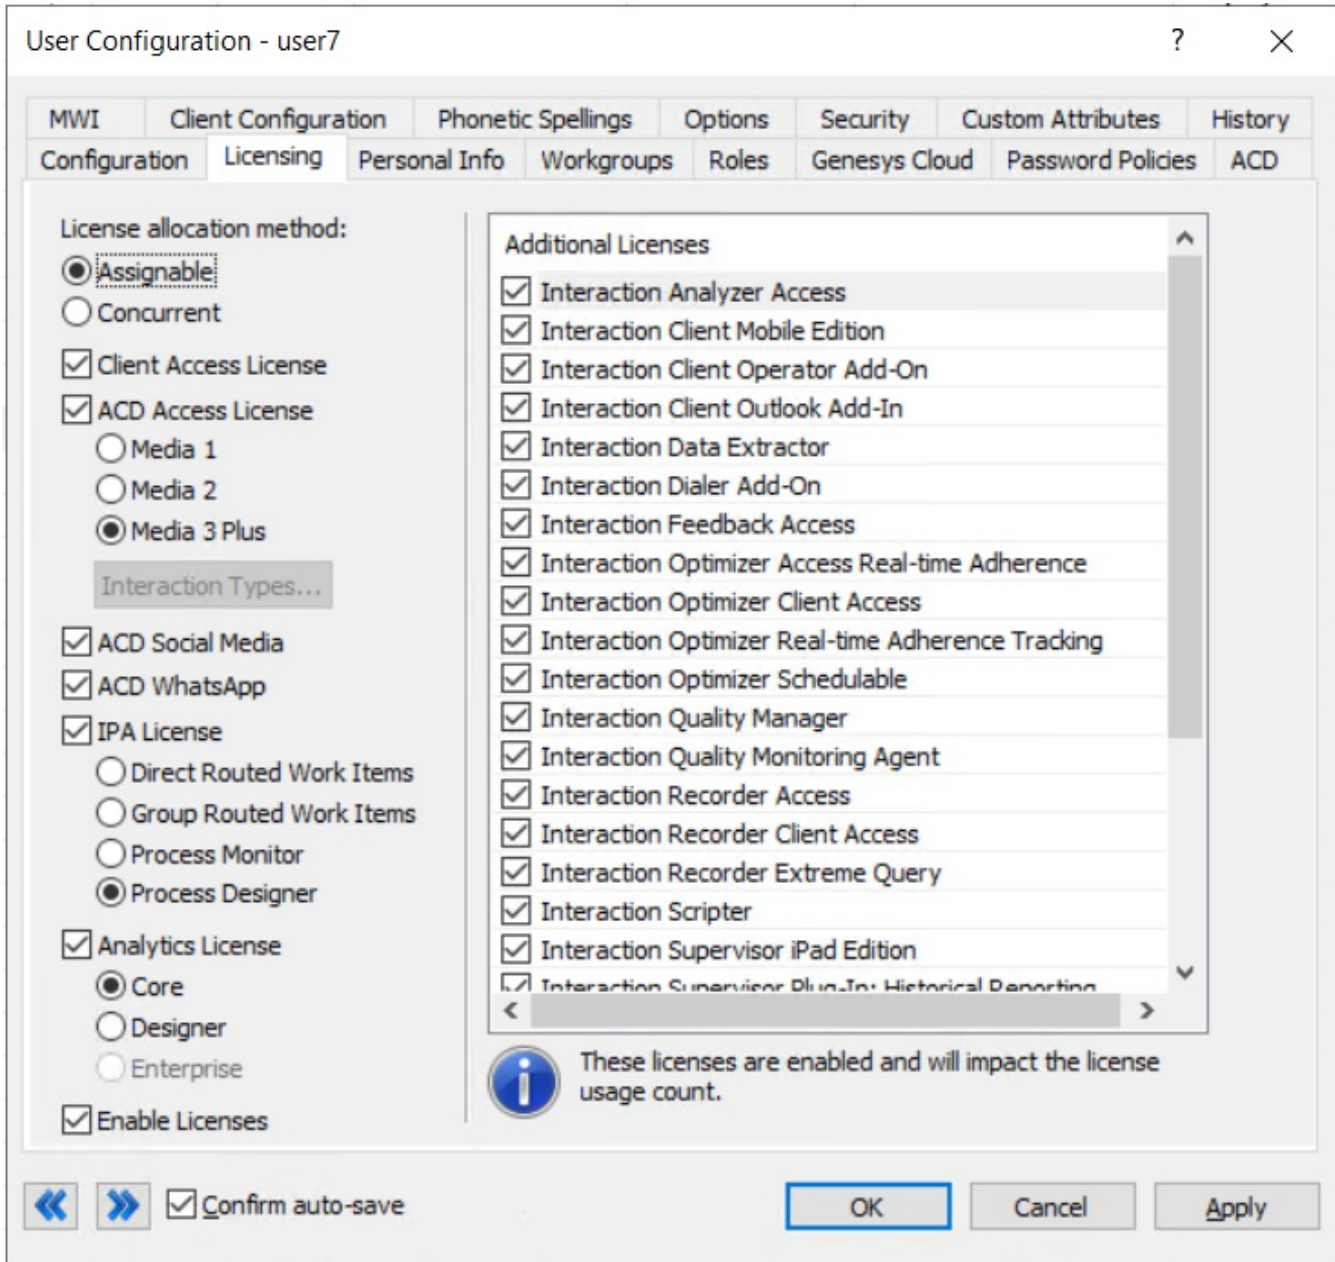 User Configuration - user7
MWI Client Configuration Phonetic Spellings Options Security Custom Attributes History
Configuration Licensing Personal Info Workgroups Roles Genesys Cloud Password Policies ACD
License allocation method:
Assignable
Concurrent
Client Access License
ACD Access License
Media 1
Media 2
Media 3 Plus
Interaction Types...
ACD Social Media
ACD WhatsApp
IPA License
Direct Routed Work Items
Group Routed Work Items
Process Monitor
Process Designer
Analytics License
Core
Designer
Enterprise
Enable Licenses
Additional Licenses
Interaction Analyzer Access
Interaction Client Mobile Edition
Interaction Client Operator Add-On
Interaction Client Outlook Add-In
Interaction Data Extractor
Interaction Dialer Add-On
Interaction Feedback Access
Interaction Optimizer Access Real-time Adherence
Interaction Optimizer Client Access
Interaction Optimizer Real-time Adherence Tracking
Interaction Optimizer Schedulable
Interaction Quality Manager
Interaction Quality Monitoring Agent
Interaction Recorder Access
Interaction Recorder Client Access
Interaction Recorder Extreme Query
Interaction Scripter
Interaction Supervisor iPad Edition
Interaction Supervisor Plug-In: Historical Reporting
These licenses are enabled and will impact the license
usage count.
Confirm auto-save
OK Cancel Apply